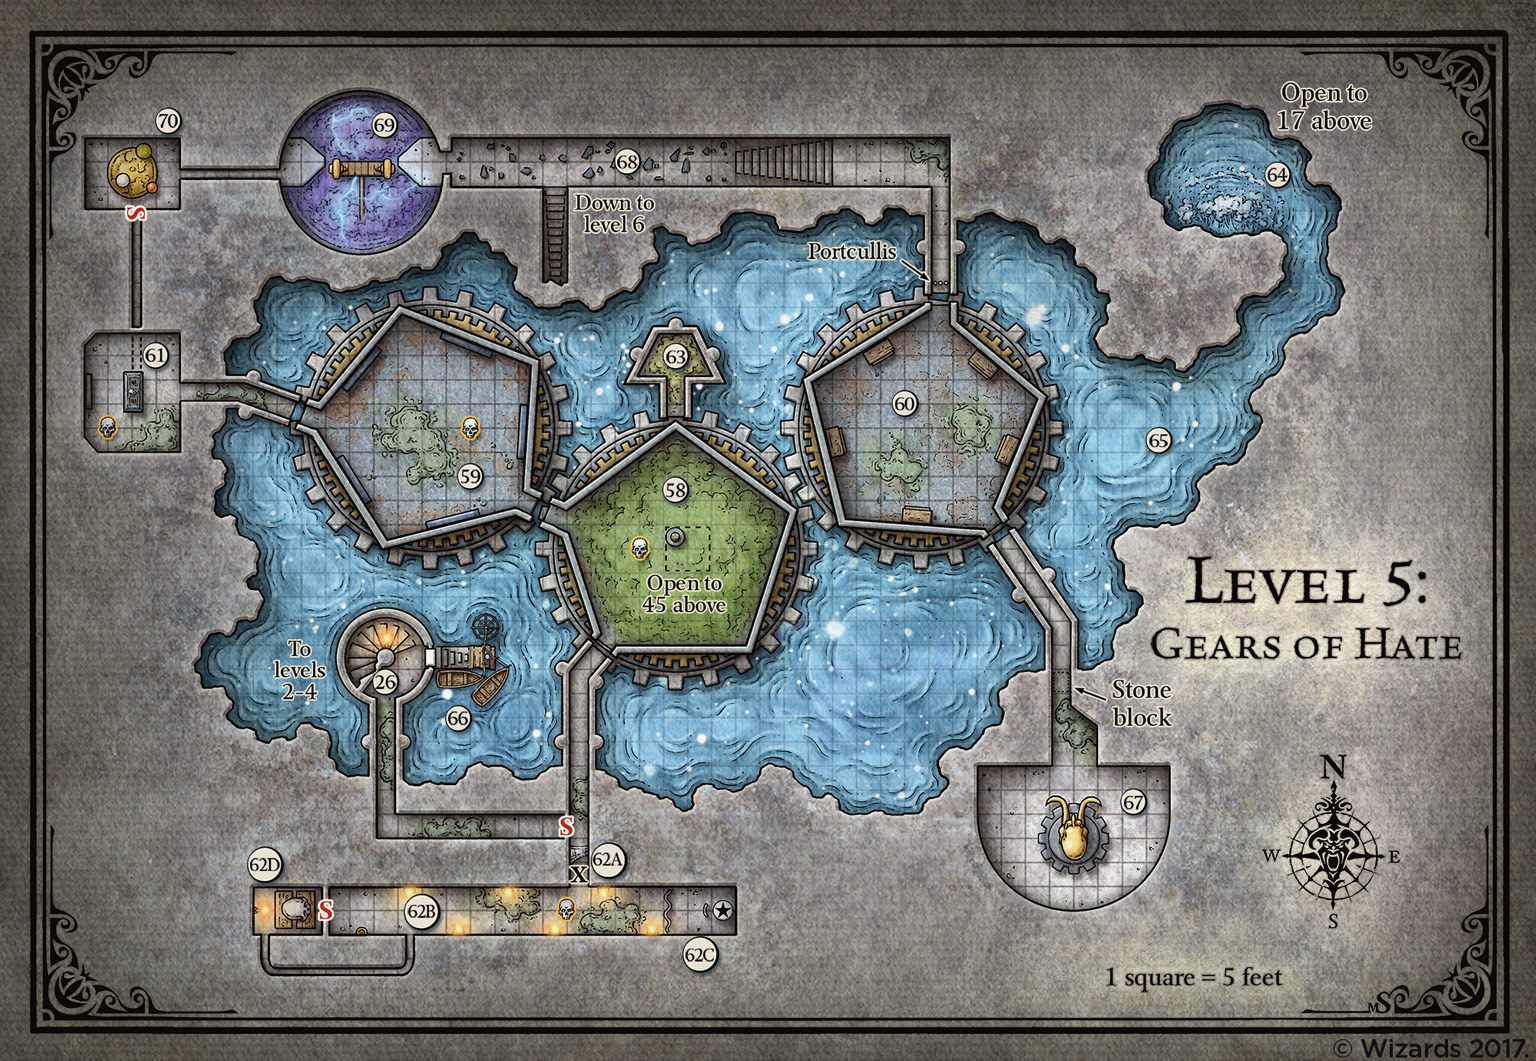 Open to
17 above
70
69
68
64
Down to
level 6
S
Portcullis
61
63
60
59
65
58
Open to
45 above
LEVEL 5:
GEARS OF HATE
To
levels
2–4
26
66
Stone
block
N
W
E
S
67
S
62A
X
62D
S
62B
62C
1 square = 5 feet
MS
© Wizards 2017